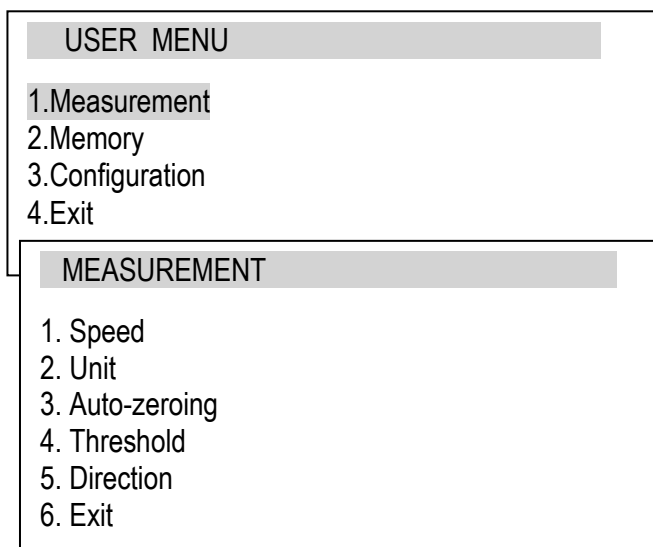 USER MENU
1.Measurement
2.Memory
3.Configuration
4.Exit
MEASUREMENT
1. Speed
2. Unit
3. Auto-zeroing
4. Threshold
5. Direction
6. Exit